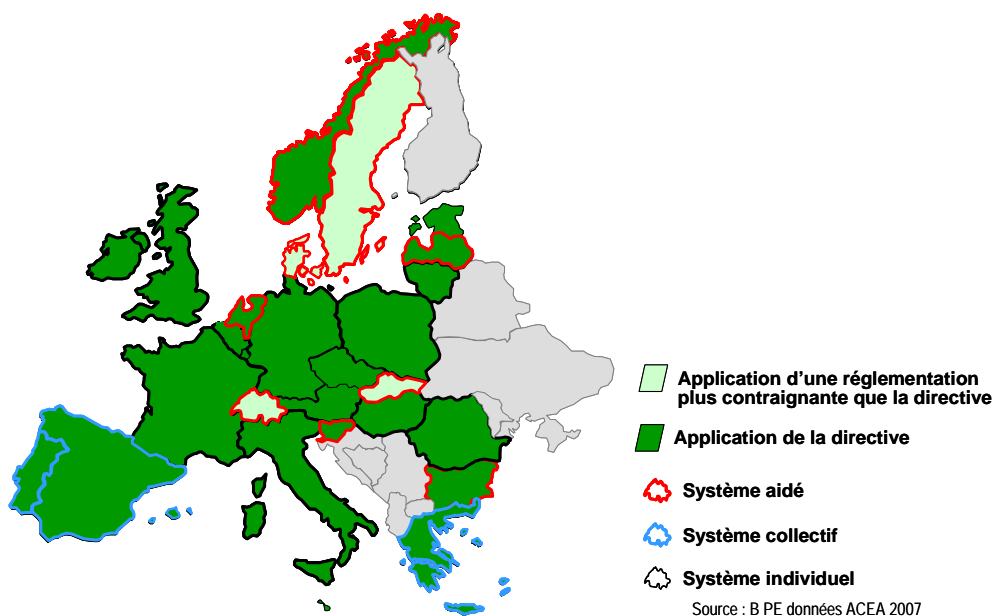 Application d'une réglementation
plus contraignante que la directive
Application de la directive
Système aidé
Système collectif
Système individuel
Source : B PE données ACEA 2007